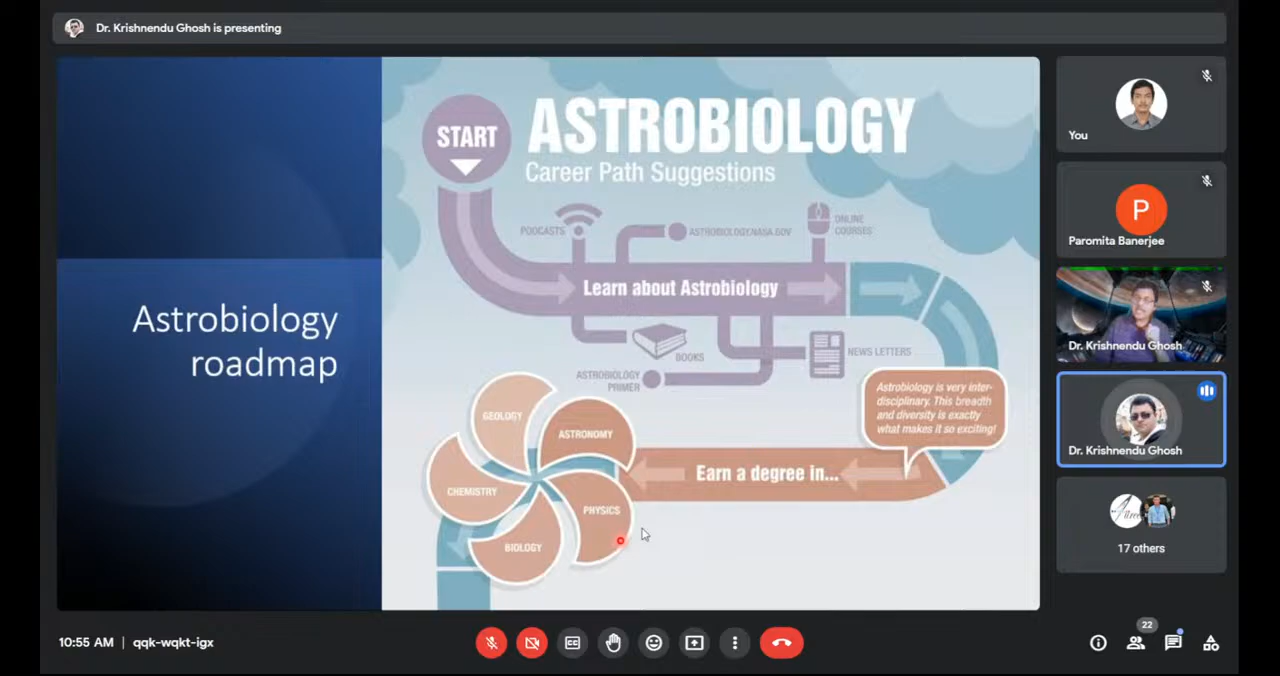 Dr. Krishnendu Ghosh is presenting
Astrobiology
roadmap
START
ASTROBIOLOGY
Career Path Suggestions
PODCASTS
ASTROBIOLOGY.NASA.GOV
ONLINE
COURSES
Learn about Astrobiology
BOOKS
NEWS LETTERS
ASTROBIOLOGY
PRIMER
Astrobiology is very inter-
disciplinary. This breadth
and diversity is exactly
what makes it so exciting!
Earn a degree in...
GEOLOGY
ASTRONOMY
CHEMISTRY
PHYSICS
BIOLOGY
You
P
Paromita Banerjee
Dr. Krishnendu Ghosh
Dr. Krishnendu Ghosh
17 others
10:55 AM | qqk-wqkt-igx
CC
22